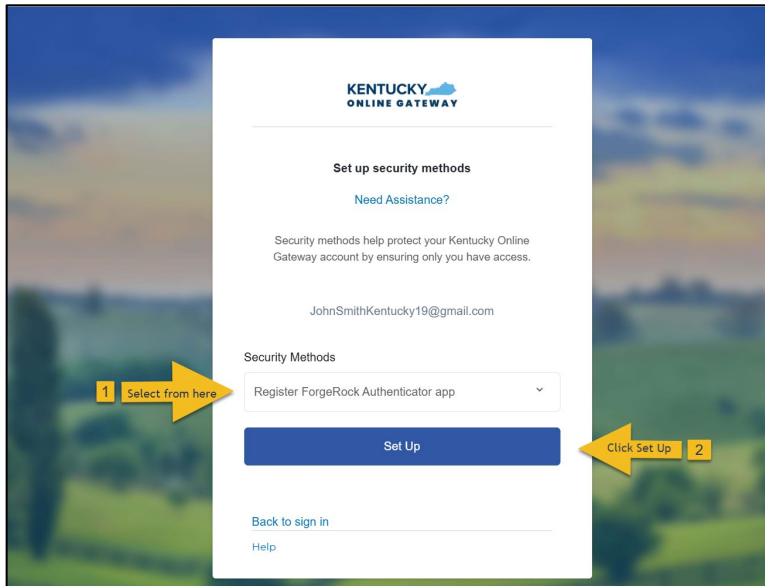 KENTUCKY
ONLINE GATEWAY
Set up security methods
Need Assistance?
Security methods help protect your Kentucky Online
Gateway account by ensuring only you have access.
JohnSmithKentucky19@gmail.com
Security Methods
1 Select from here
Register ForgeRock Authenticator app
Set Up
Click Set Up 2
Back to sign in
Help